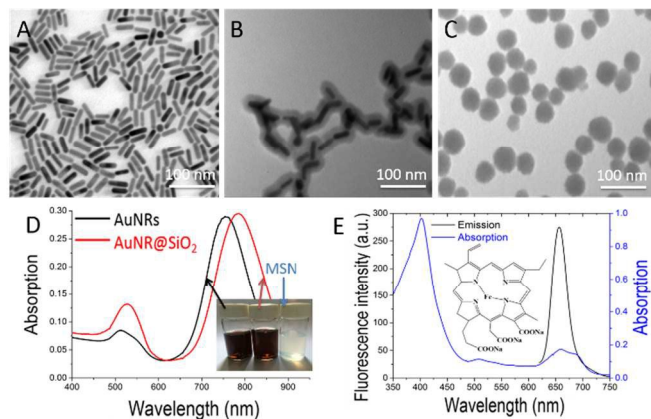 A
100 nm
B
100 nm
C
100 nm
D
AuNRs
AuNR@SiO2
MSN
Absorption
0.30
0.25
0.20
0.15
0.10
0.05
0.00
400 500 600 700 800 900
Wavelength (nm)
E
Emission
Absorption
Fluorescence intensity (a.u.)
300
250
200
150
100
50
0
N
N
Fe
N
N
COONa
COONa
COONa
1.0
0.8
0.6
0.4
0.2
0.0
Absorption
350 400 450 500 550 600 650 700 750
Wavelength (nm)